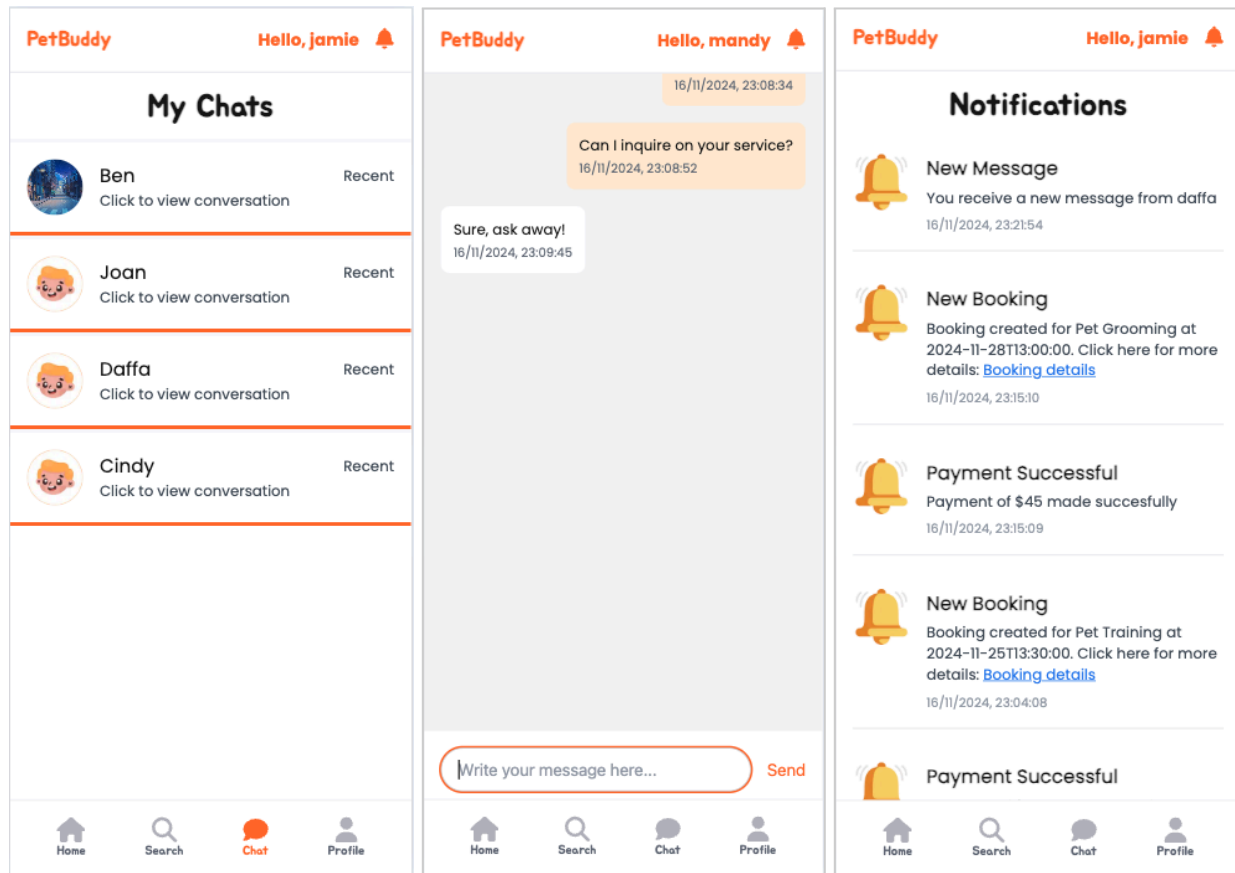 PetBuddy
Hello, jamie
My Chats
Ben
Recent
Click to view conversation
Joan
Recent
Click to view conversation
Daffa
Recent
Click to view conversation
Cindy
Recent
Click to view conversation
Home
Search
Chat
Profile
PetBuddy
Hello, mandy
16/11/2024, 23:08:34
Can I inquire on your service?
16/11/2024, 23:08:52
Sure, ask away!
16/11/2024, 23:09:45
Write your message here...
Send
Home
Search
Chat
Profile
PetBuddy
Hello, jamie
Notifications
New Message
You receive a new message from daffa
16/11/2024, 23:21:54
New Booking
Booking created for Pet Grooming at
2024-11-28T13:00:00. Click here for more
details: Booking details
16/11/2024, 23:15:10
Payment Successful
Payment of $45 made succesfully
16/11/2024, 23:15:09
New Booking
Booking created for Pet Training at
2024-11-25T13:30:00. Click here for more
details: Booking details
16/11/2024, 23:04:08
Payment Successful
Home
Search
Chat
Profile